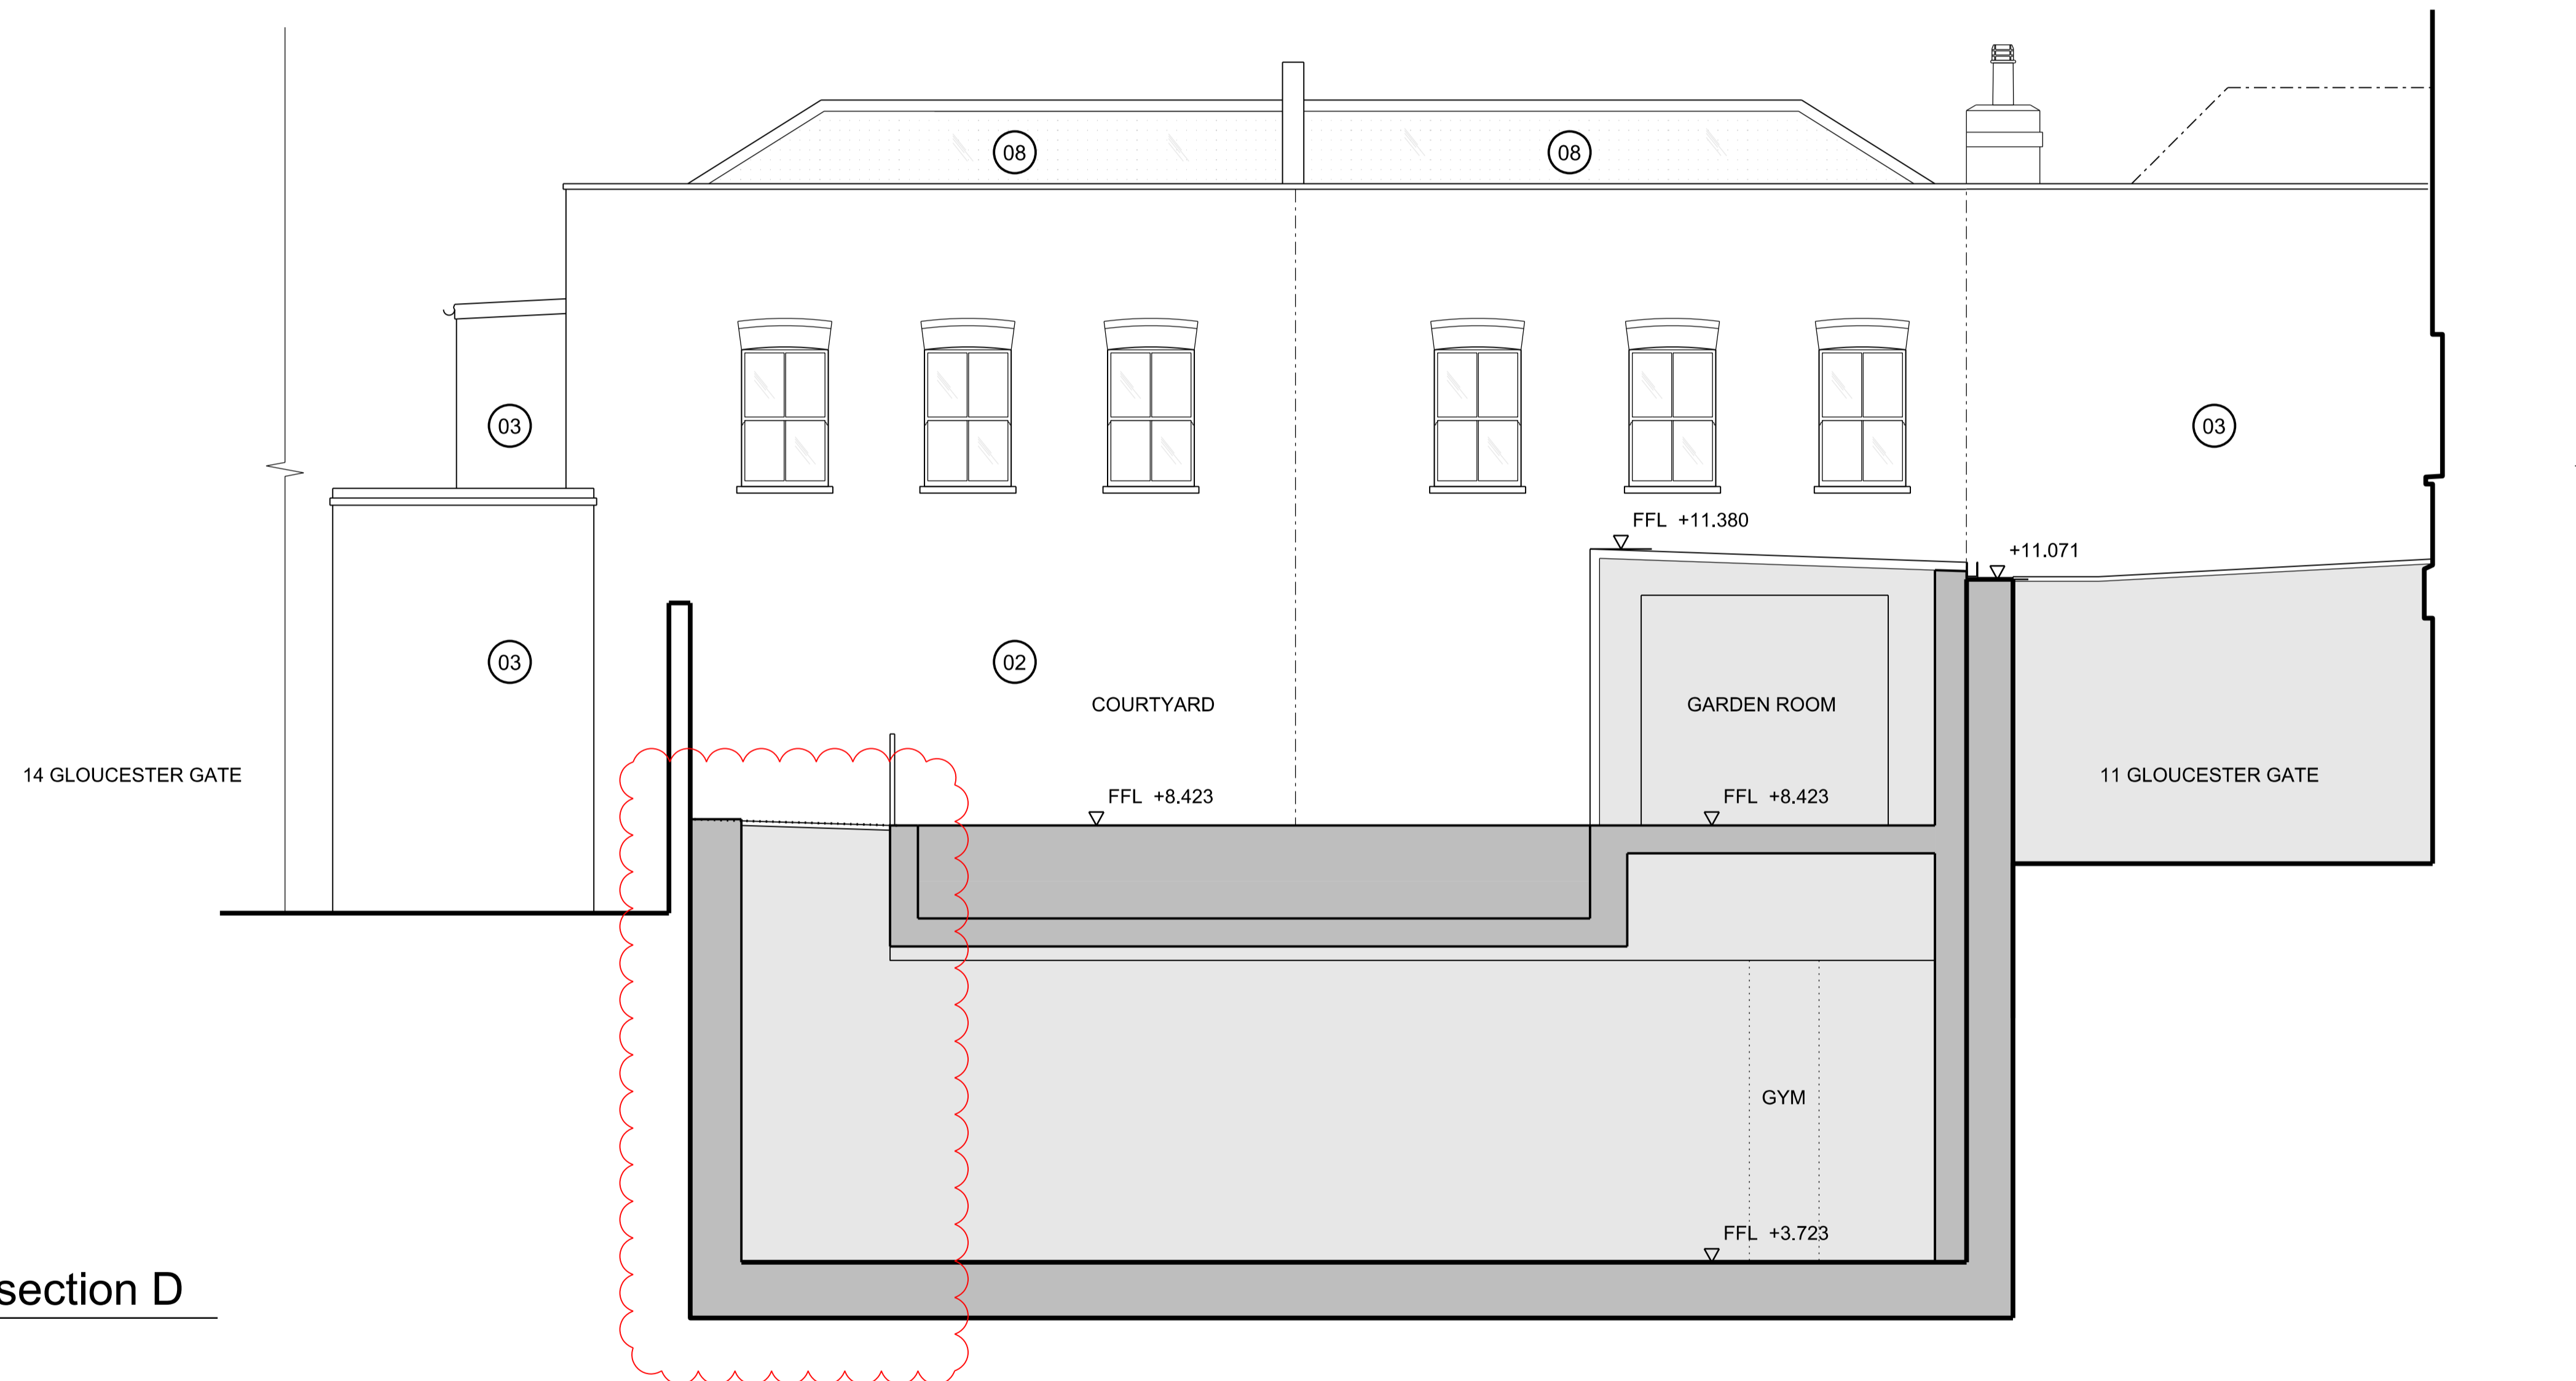 08
08
03
03
FFL +11.380
+11.071
03
02
COURTYARD
GARDEN ROOM
14 GLOUCESTER GATE
11 GLOUCESTER GATE
FFL +8.423
FFL +8.423
GYM
FFL +3.723
section D